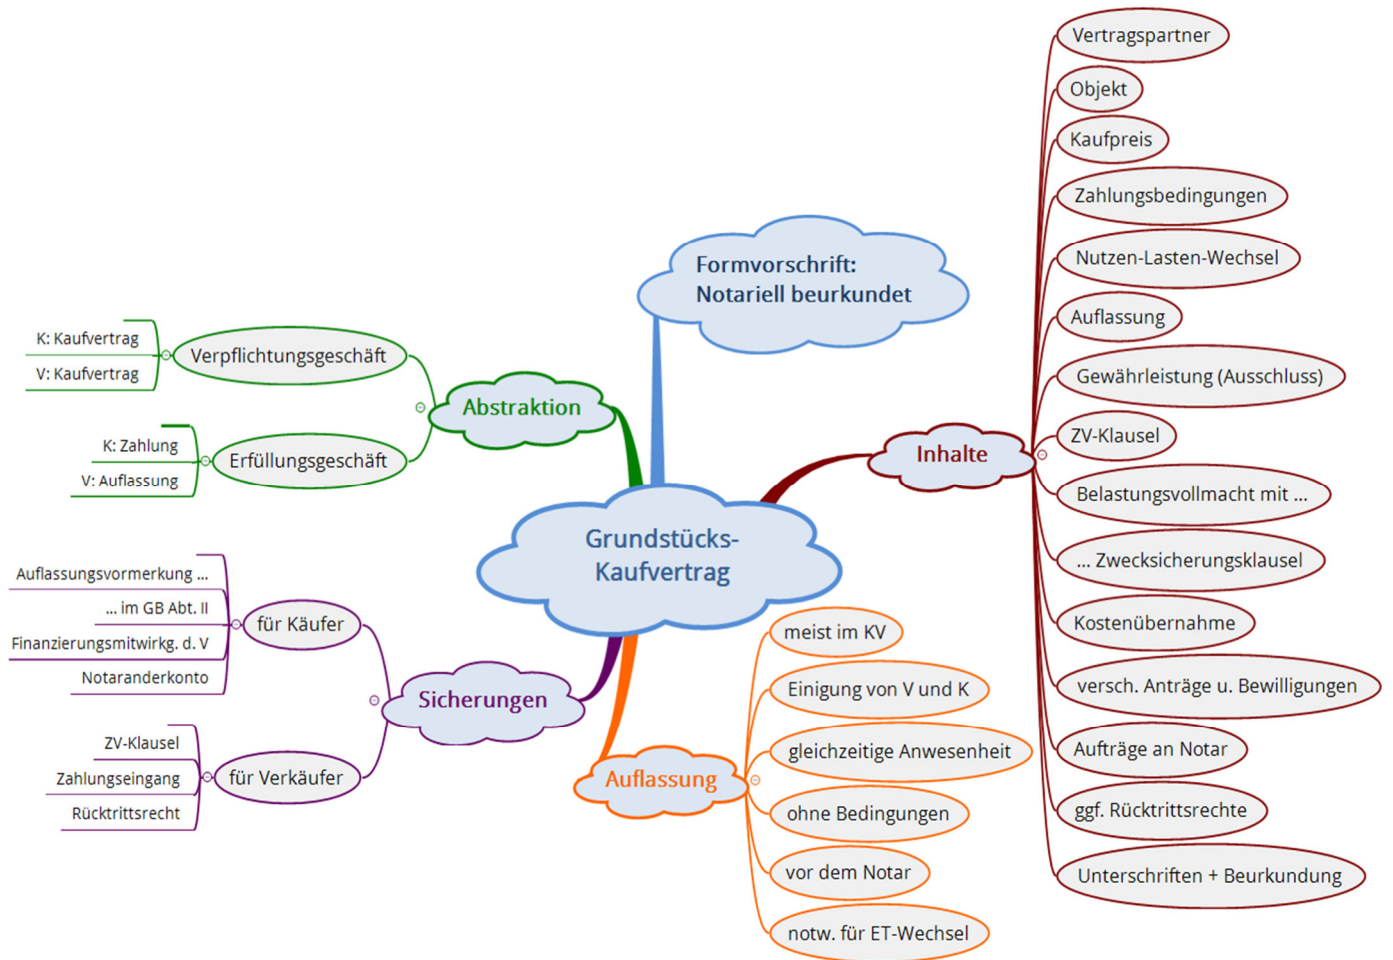 Grundstücks-
Kaufvertrag
Formvorschrift:
Notariell beurkundet
Abstraktion
Verpflichtungsgeschäft
K: Kaufvertrag
V: Kaufvertrag
Erfüllungsgeschäft
K: Zahlung
V: Auflassung
Sicherungen
für Käufer
Auflassungsvormerkung ...
... im GB Abt. II
Finanzierungsmitwirkg. d. V
Notaranderkonto
für Verkäufer
ZV-Klausel
Zahlungseingang
Rücktrittsrecht
Auflassung
meist im KV
Einigung von V und K
gleichzeitige Anwesenheit
ohne Bedingungen
vor dem Notar
notw. für ET-Wechsel
Inhalte
Vertragspartner
Objekt
Kaufpreis
Zahlungsbedingungen
Nutzen-Lasten-Wechsel
Auflassung
Gewährleistung (Ausschluss)
ZV-Klausel
Belastungsvollmacht mit ...
... Zwecksicherungsklausel
Kostenübernahme
versch. Anträge u. Bewilligungen
Aufträge an Notar
ggf. Rücktrittsrechte
Unterschriften + Beurkundung